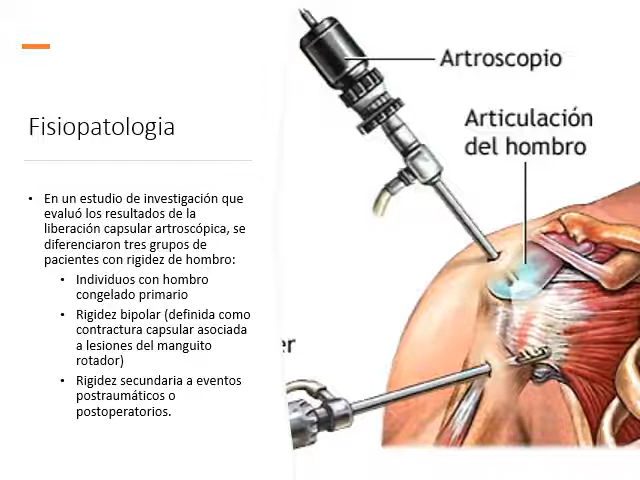 Fisiopatologia
• En un estudio de investigación que
evaluó los resultados de la
liberación capsular artroscópica, se
diferenciaron tres grupos de
pacientes con rigidez de hombro:
• Individuos con hombro
congelado primario
• Rigidez bipolar (definida como
contractura capsular asociada
a lesiones del manguito
rotador)
• Rigidez secundaria a eventos
postraumáticos o
postoperatorios.
Artroscopio
Articulación
del hombro
er